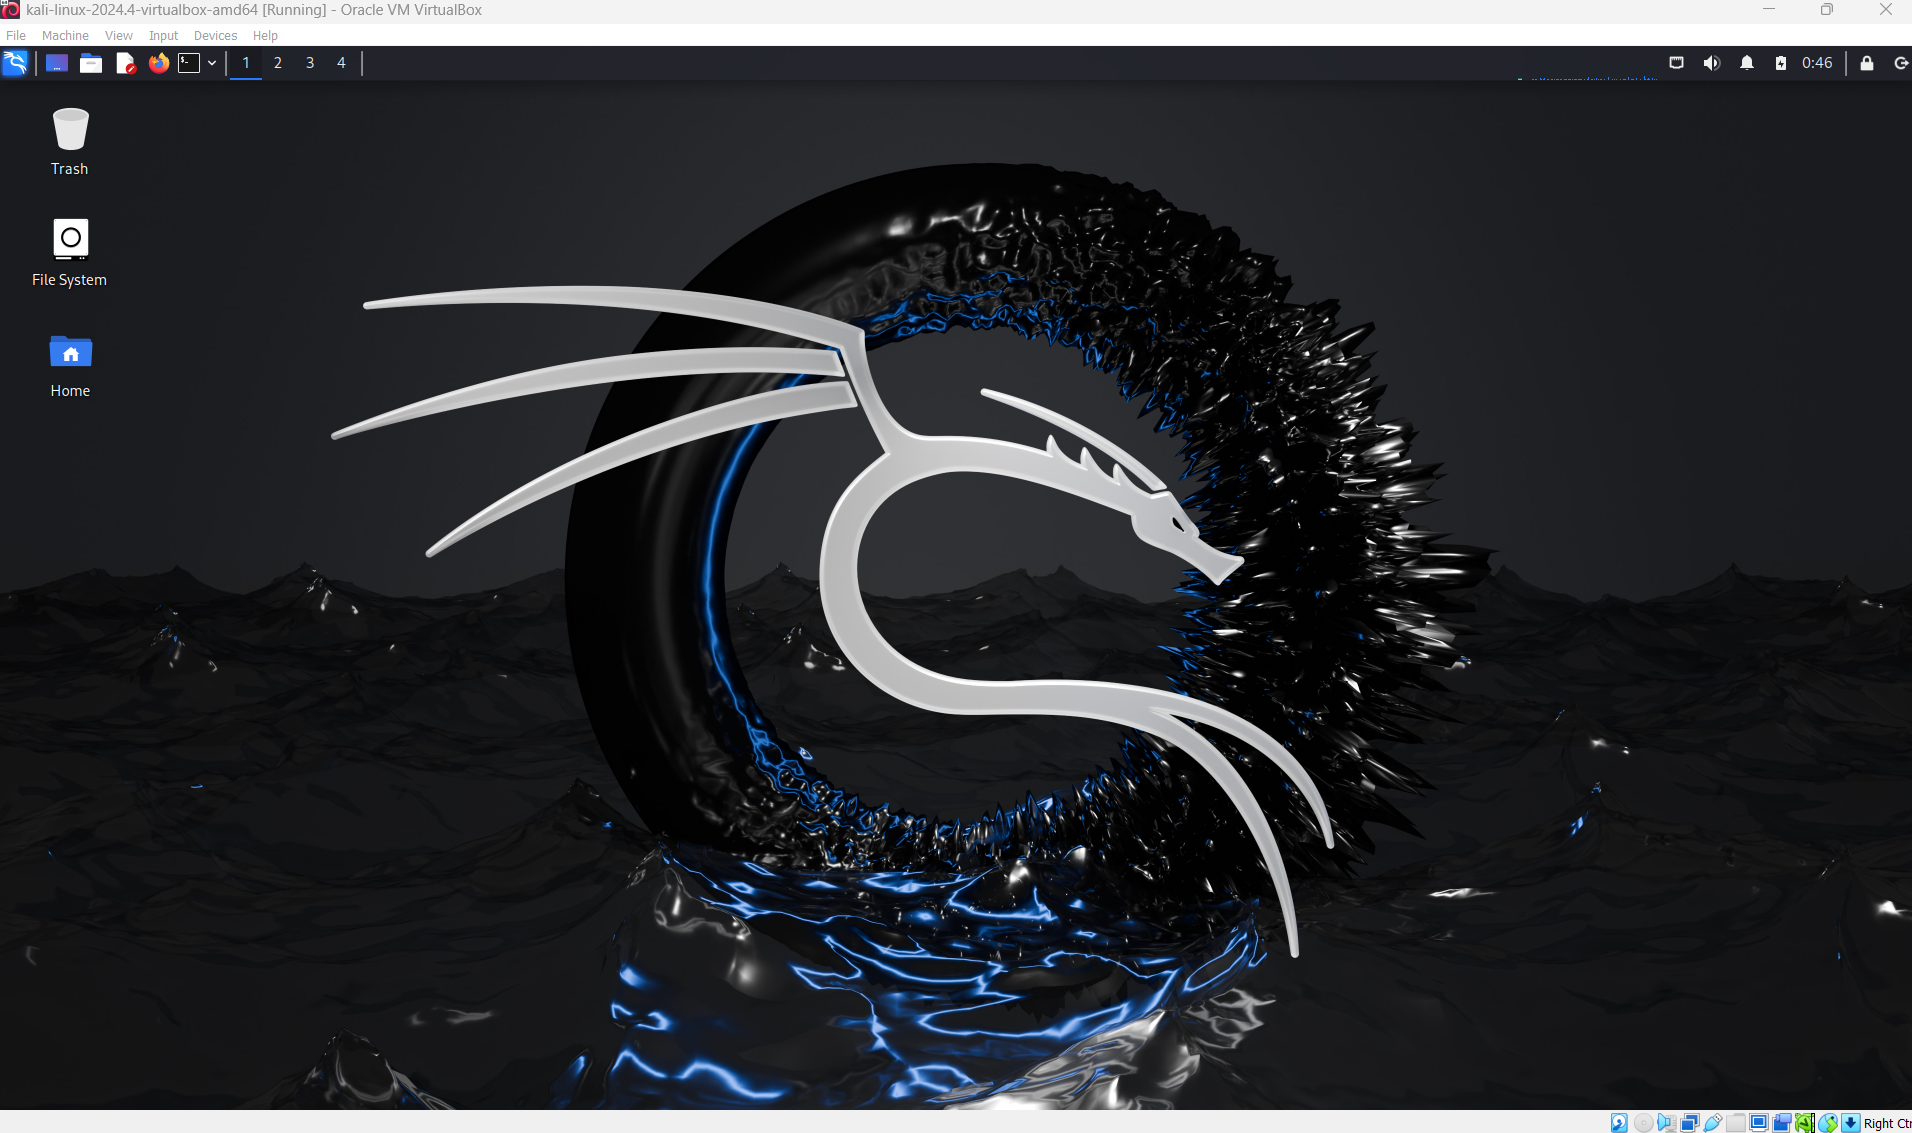 kali-linux-2024.4-virtualbox-amd64 [Running] - Oracle VM VirtualBox
File Machine View Input Devices Help
1 2 3 4 0:46
Trash
File System
Home
Right Ctr